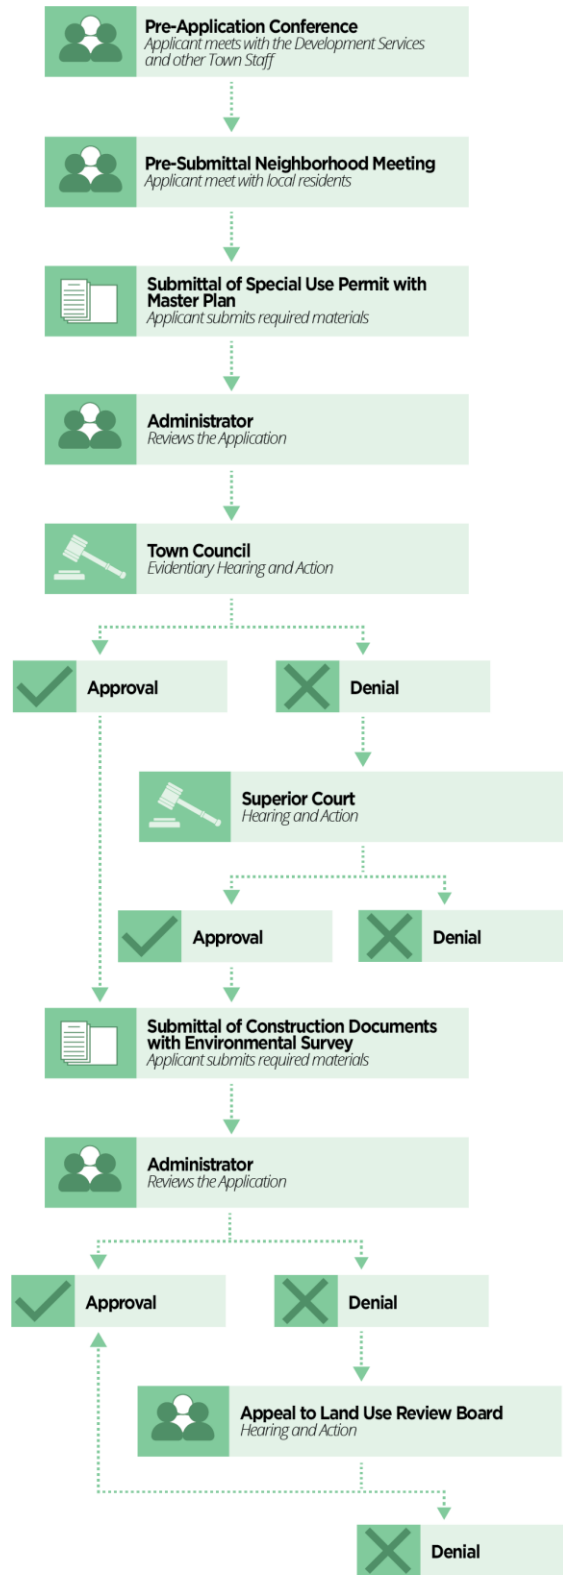 Pre-Application Conference
Applicant meets with the Development Services
and other Town Staff
Pre-Submittal Neighborhood Meeting
Applicant meet with local residents
Submittal of Special Use Permit with
Master Plan
Applicant submits required materials
Administrator
Reviews the Application
Town Council
Evidentiary Hearing and Action
Approval
Denial
Superior Court
Hearing and Action
Approval
Denial
Submittal of Construction Documents
with Environmental Survey
Applicant submits required materials
Administrator
Reviews the Application
Approval
Denial
Appeal to Land Use Review Board
Hearing and Action
Denial